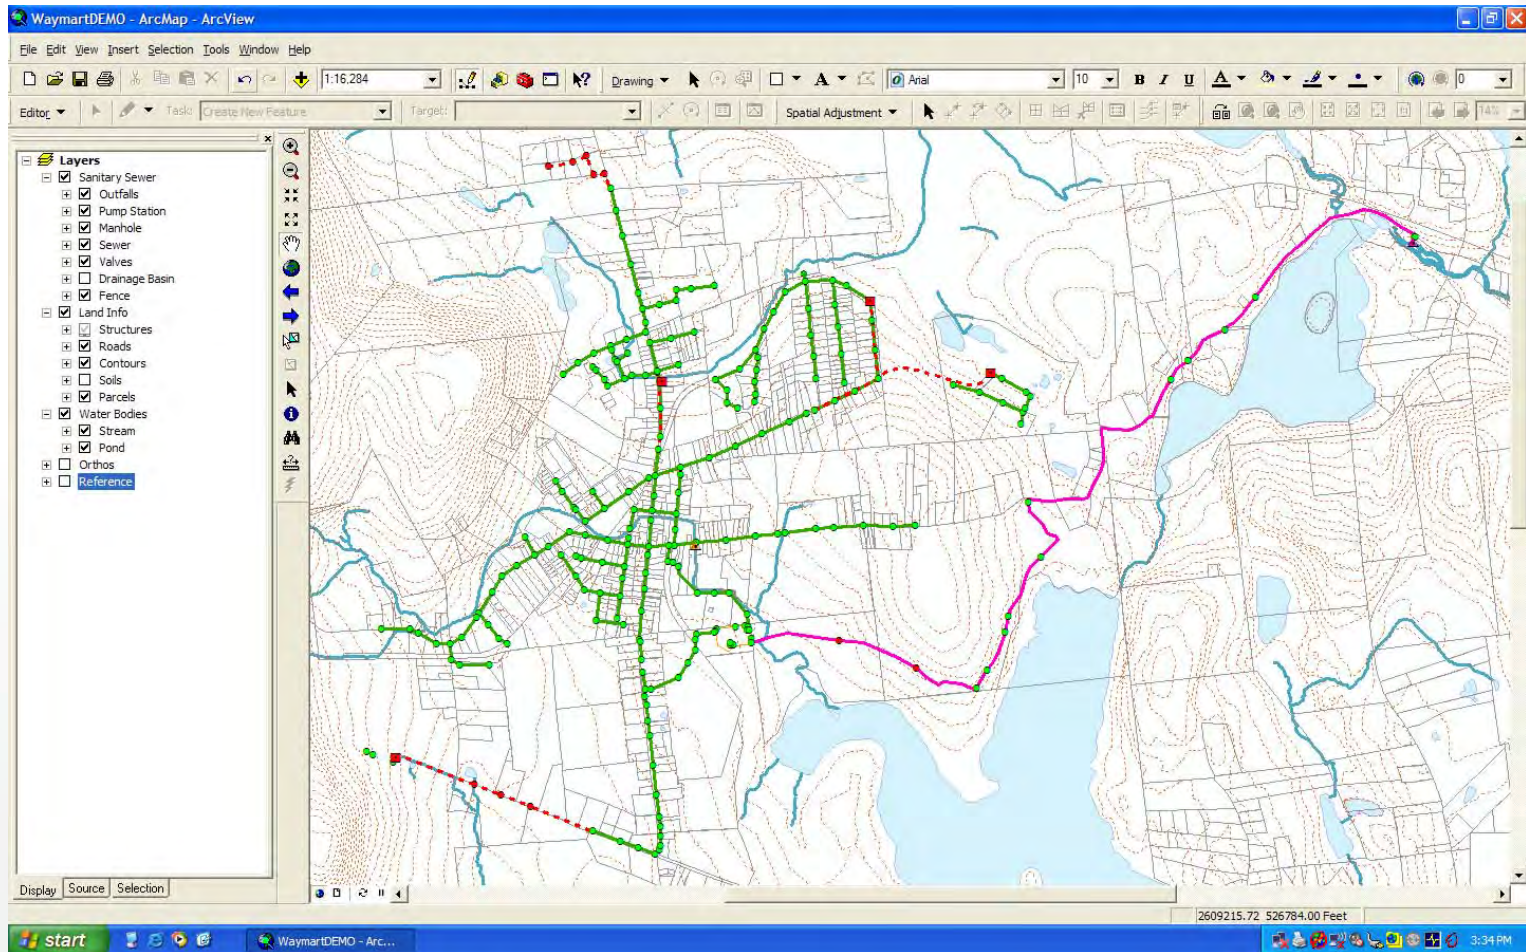 WaymartDEMO - ArcMap - ArcView
File Edit View Insert Selection Tools Window Help
1:16,284
Drawing
A
Arial
10
B I U A
0
Editor
Task: Create New Feature
Target:
Spatial Adjustment
14%
Layers
Sanitary Sewer
Outfalls
Pump Station
Manhole
Sewer
Valves
Drainage Basin
Fence
Land Info
Structures
Roads
Contours
Soils
Parcels
Water Bodies
Stream
Pond
Orthos
Reference
Display Source Selection
2609215.72 526784.00 Feet
start
WaymartDEMO - Arc...
3:34 PM